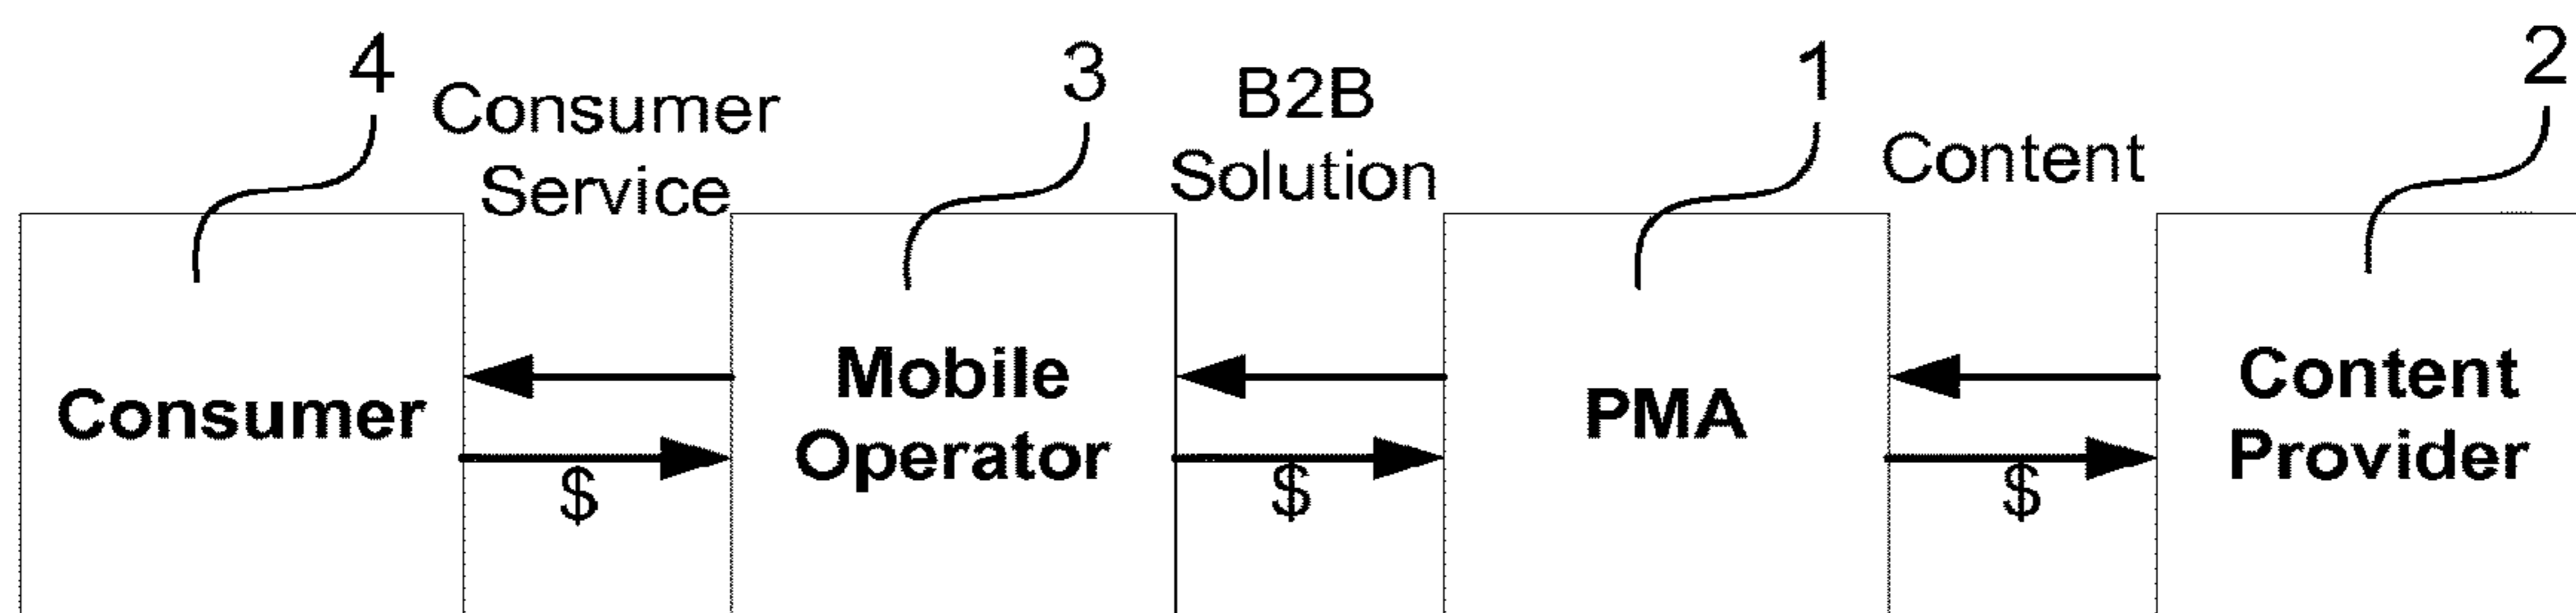 4
Consumer
Service
3
B2B
Solution
1
Content
2
Consumer
Mobile
Operator
PMA
Content
Provider
$
$
$